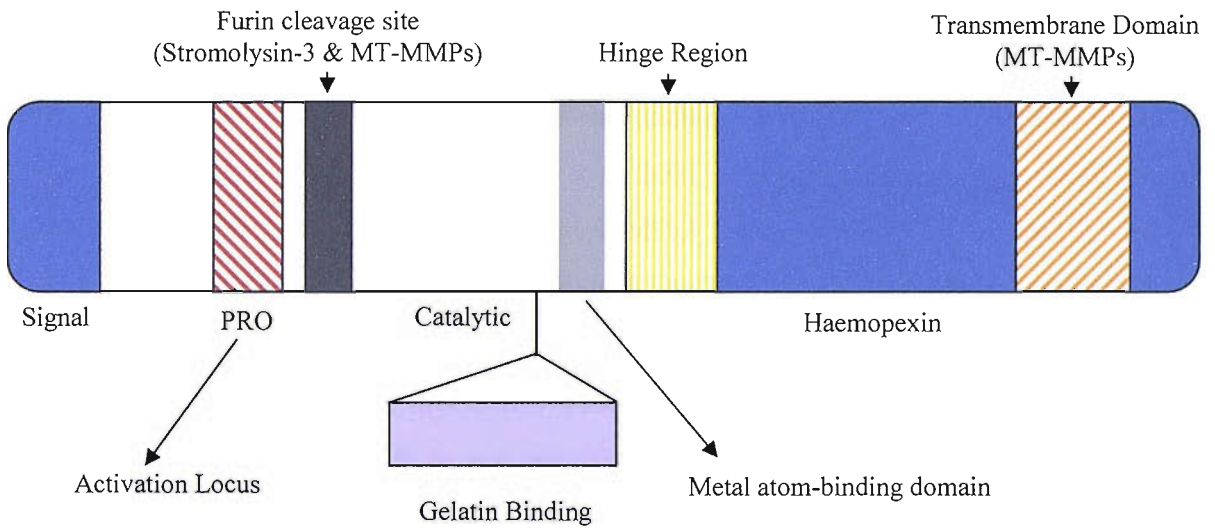 Furin cleavage site
(Stromolysin-3 & MT-MMPs)
Hinge Region
Transmembrane Domain
(MT-MMPs)
Signal
PRO
Catalytic
Haemopexin
Activation Locus
Gelatin Binding
Metal atom-binding domain